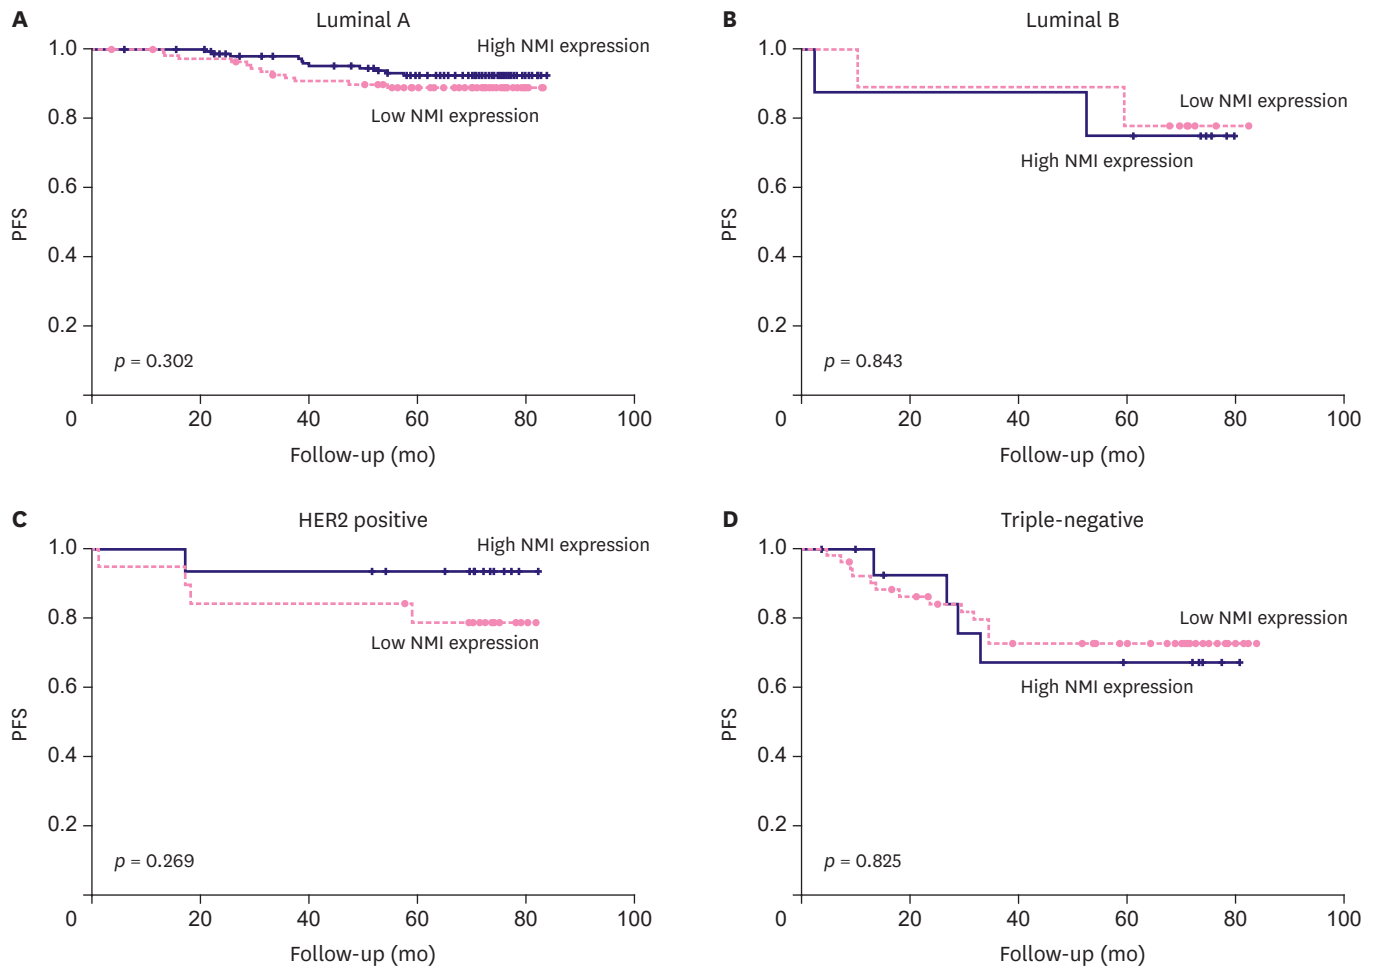 A
Luminal A
1.0
0.8
0.6
0.4
0.2
PFS
High NMI expression
Low NMI expression
p = 0.302
0 20 40 60 80 100
Follow-up (mo)
B
Luminal B
1.0
0.8
0.6
0.4
0.2
PFS
Low NMI expression
High NMI expression
p = 0.843
0 20 40 60 80 100
Follow-up (mo)
C
HER2 positive
1.0
0.8
0.6
0.4
0.2
PFS
High NMI expression
Low NMI expression
p = 0.269
0 20 40 60 80 100
Follow-up (mo)
D
Triple-negative
1.0
0.8
0.6
0.4
0.2
PFS
Low NMI expression
High NMI expression
p = 0.825
0 20 40 60 80 100
Follow-up (mo)